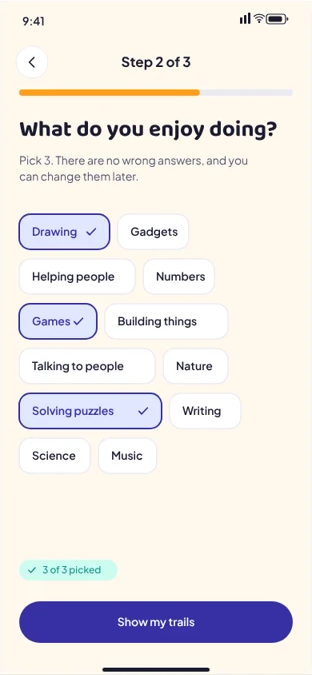 9:41
Step 2 of 3
What do you enjoy doing?
Pick 3. There are no wrong answers, and you
can change them later.
Drawing
Gadgets
Helping people
Numbers
Games
Building things
Talking to people
Nature
Solving puzzles
Writing
Science
Music
3 of 3 picked
Show my trails